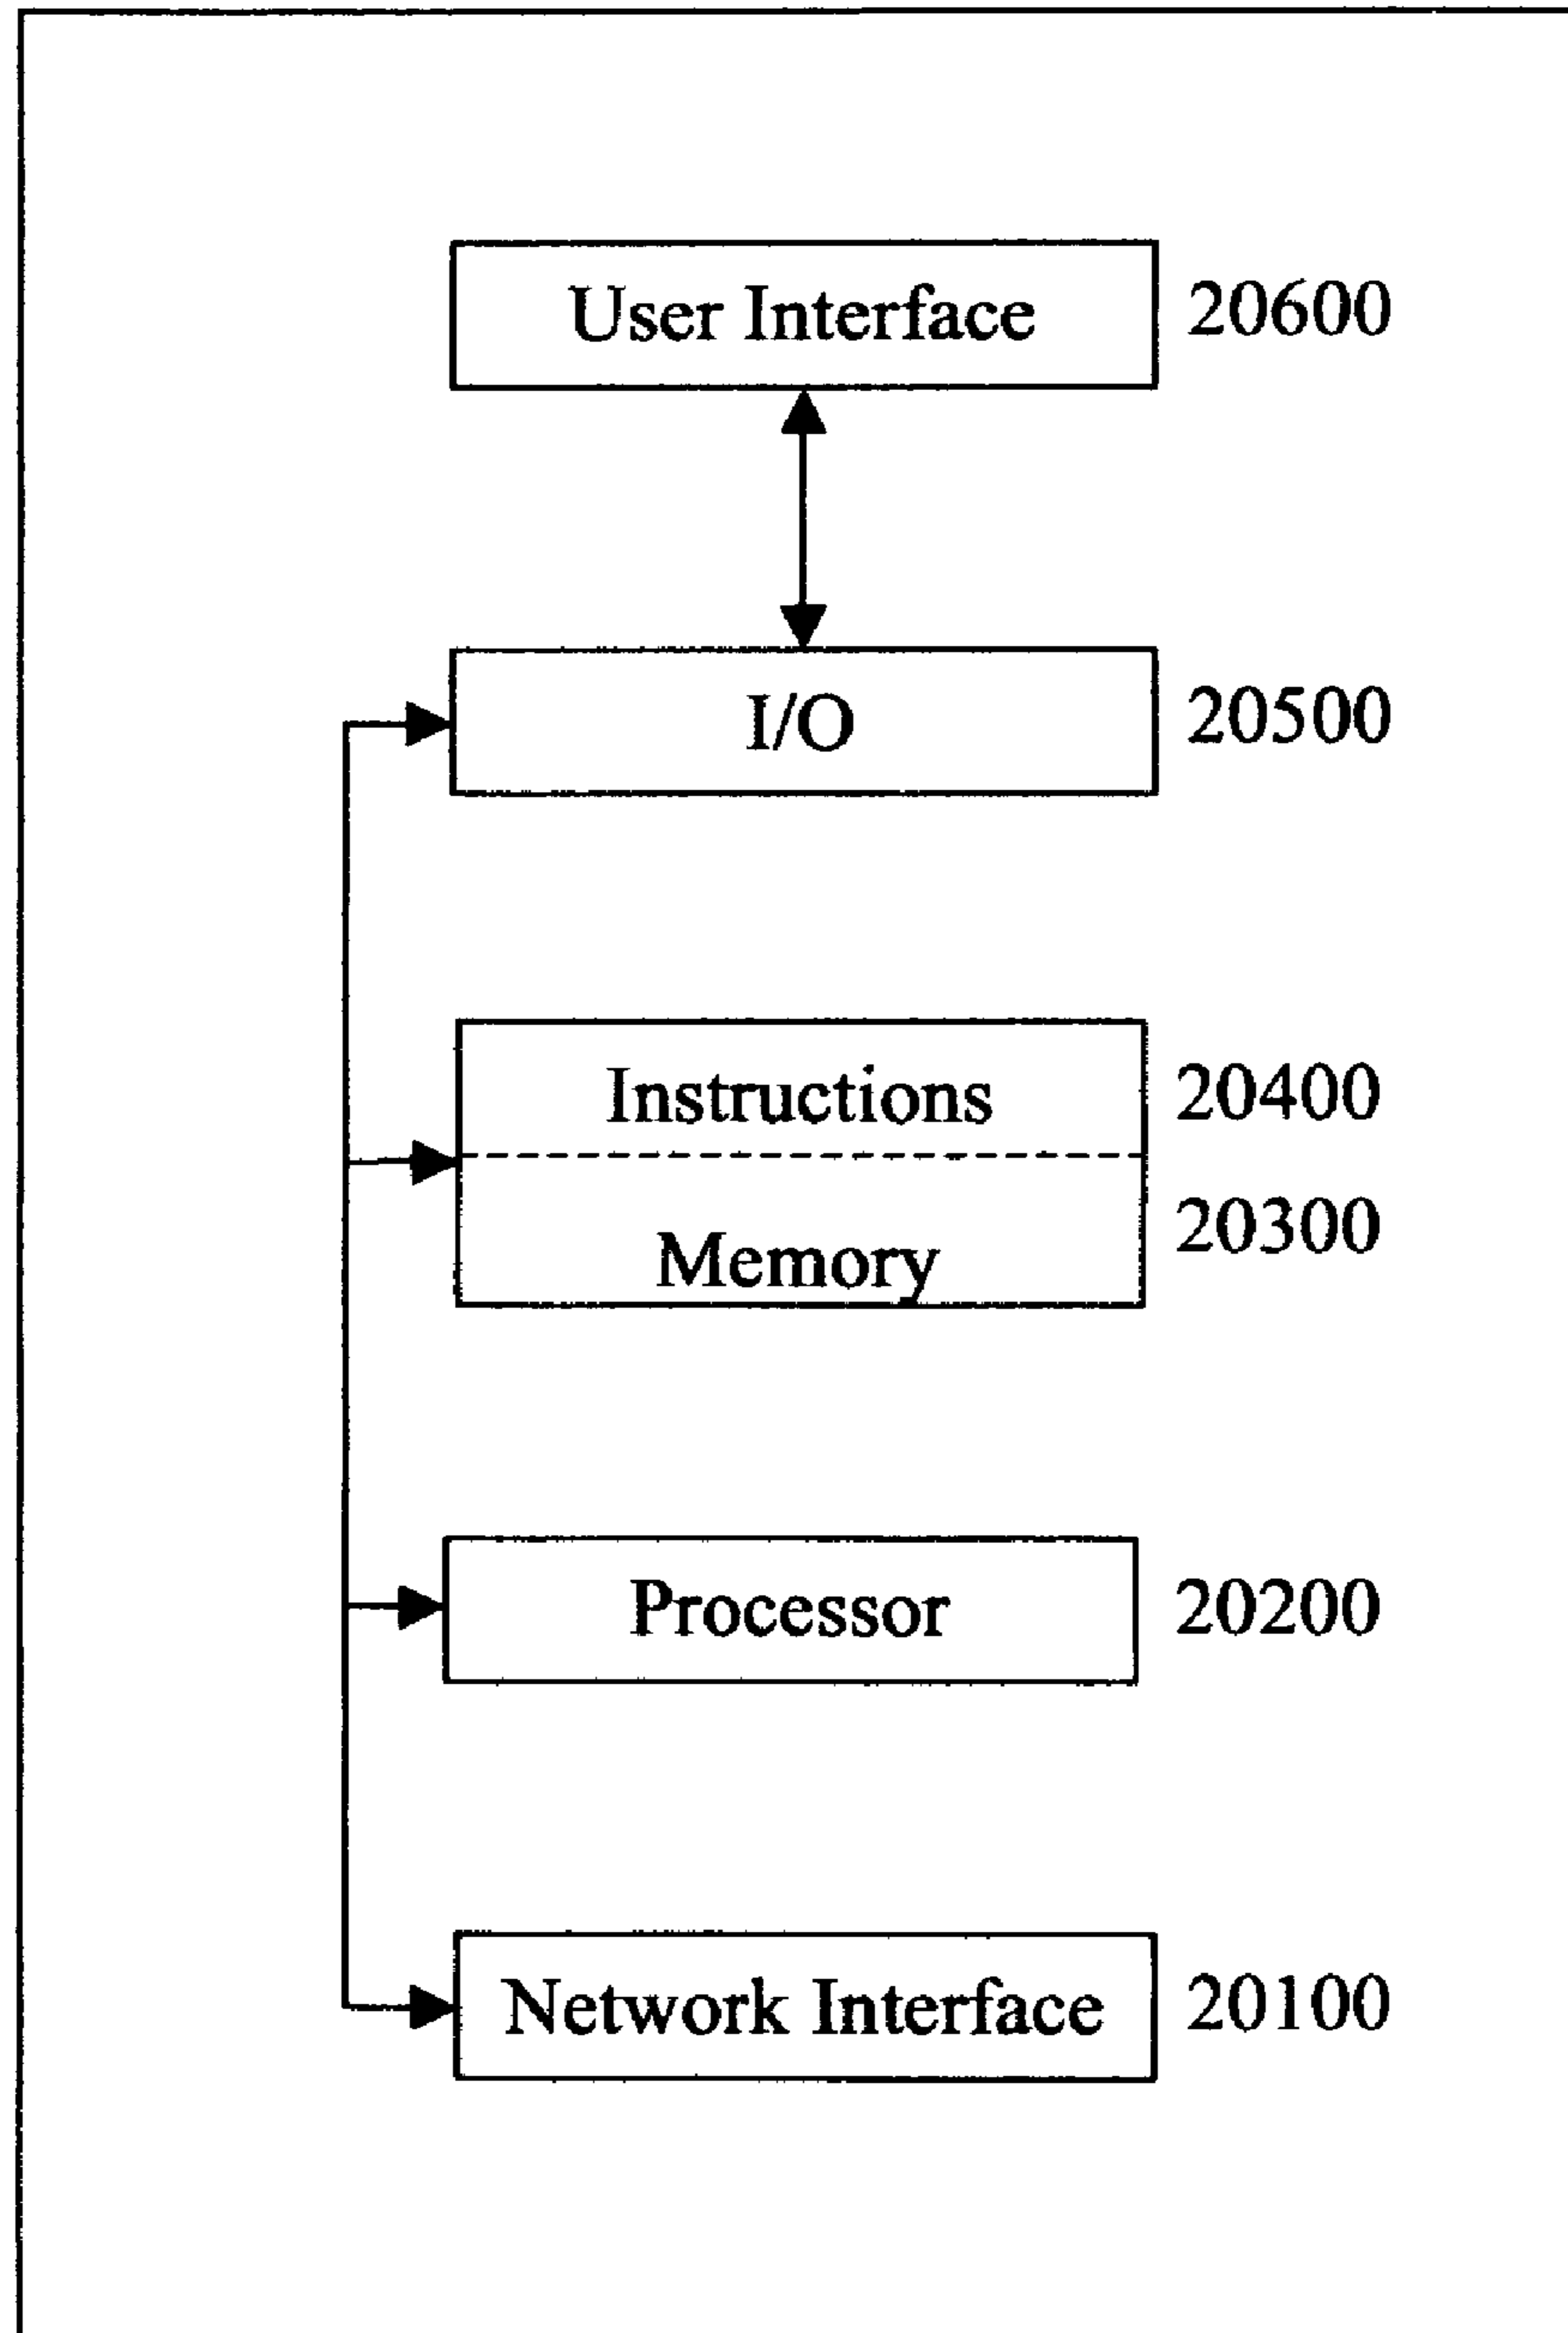 User Interface 20600
I/O 20500
Instructions 20400
Memory 20300
Processor 20200
Network Interface 20100